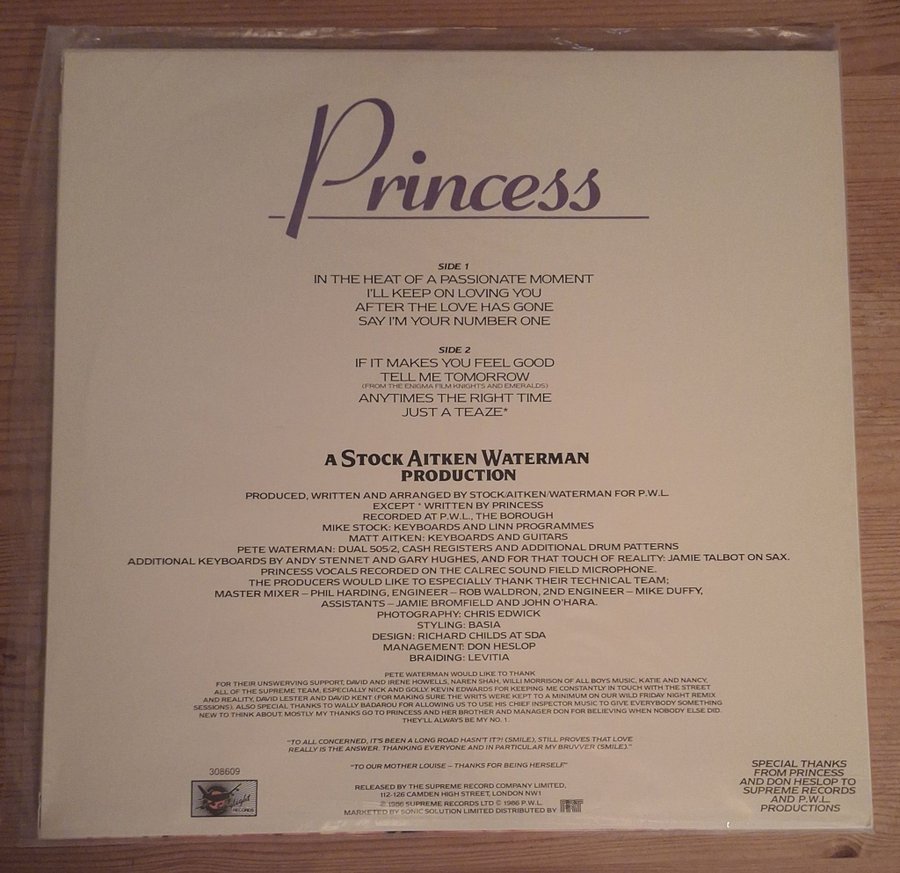 Princess
SIDE 1
IN THE HEAT OF A PASSIONATE MOMENT
I'LL KEEP ON LOVING YOU
AFTER THE LOVE HAS GONE
SAY I'M YOUR NUMBER ONE
SIDE 2
IF IT MAKES YOU FEEL GOOD
TELL ME TOMORROW
(FROM THE ENIGMA FILM KNIGHTS AND EMERALDS)
ANYTIMES THE RIGHT TIME
JUST A TEAZE*
A STOCK AITKEN WATERMAN
PRODUCTION
PRODUCED, WRITTEN AND ARRANGED BY STOCK/AITKEN/WATERMAN FOR P.W.L.
EXCEPT * WRITTEN BY PRINCESS
RECORDED AT P.W.L., THE BOROUGH
MIKE STOCK: KEYBOARDS AND LINN PROGRAMMES
MATT AITKEN: KEYBOARDS AND GUITARS
PETE WATERMAN: DUAL 505/2, CASH REGISTERS AND ADDITIONAL DRUM PATTERNS
ADDITIONAL KEYBOARDS BY ANDY STENNET AND GARY HUGHES, AND FOR THAT TOUCH OF REALITY: JAMIE TALBOT ON SAX.
PRINCESS VOCALS RECORDED ON THE CALREC SOUND FIELD MICROPHONE.
THE PRODUCERS WOULD LIKE TO ESPECIALLY THANK THEIR TECHNICAL TEAM;
MASTER MIXER – PHIL HARDING, ENGINEER – ROB WALDRON, 2ND ENGINEER – MIKE DUFFY,
ASSISTANTS – JAMIE BROMFIELD AND JOHN O'HARA.
PHOTOGRAPHY: CHRIS EDWICK
STYLING: BASIA
DESIGN: RICHARD CHILDS AT SDA
MANAGEMENT: DON HESLOP
BRAIDING: LEVITIA
PETE WATERMAN WOULD LIKE TO THANK
FOR THEIR UNSWERVING SUPPORT, DAVID AND IRENE HOWELLS, NAREN SHAH, WILLI MORRISON OF ALL BOYS MUSIC, KATIE AND NANCY,
ALL OF THE SUPREME TEAM, ESPECIALLY NICK AND GOLLY. KEVIN EDWARDS FOR KEEPING ME CONSTANTLY IN TOUCH WITH THE STREET
AND REALITY, DAVID LESTER AND DAVID KENT (FOR MAKING SURE THE WRITS WERE KEPT TO A MINIMUM ON OUR WILD FRIDAY NIGHT REMIX
SESSIONS). ALSO SPECIAL THANKS TO WALLY BADAROU FOR ALLOWING US TO USE HIS CHIEF INSPECTOR MUSIC TO GIVE EVERYBODY SOMETHING
NEW TO THINK ABOUT MOSTLY MY THANKS GO TO PRINCESS AND HER BROTHER AND MANAGER DON FOR BELIEVING WHEN NOBODY ELSE DID.
THEY'LL ALWAYS BE MY NO. 1.
"TO ALL CONCERNED, IT'S BEEN A LONG ROAD HASN'T IT?! (SMILE), STILL PROVES THAT LOVE
REALLY IS THE ANSWER. THANKING EVERYONE AND IN PARTICULAR MY BRUVVER (SMILE)."
"TO OUR MOTHER LOUISE – THANKS FOR BEING HERSELF"
308609
light
RECORDS
RELEASED BY THE SUPREME RECORD COMPANY LIMITED,
112-126 CAMDEN HIGH STREET, LONDON NW1
℗ 1986 SUPREME RECORDS LTD © 1986 P.W.L.
MARKETED BY SONIC SOLUTION LIMITED DISTRIBUTED BY
SPECIAL THANKS
FROM PRINCESS
AND DON HESLOP TO
SUPREME RECORDS
AND P.W.L.
PRODUCTIONS